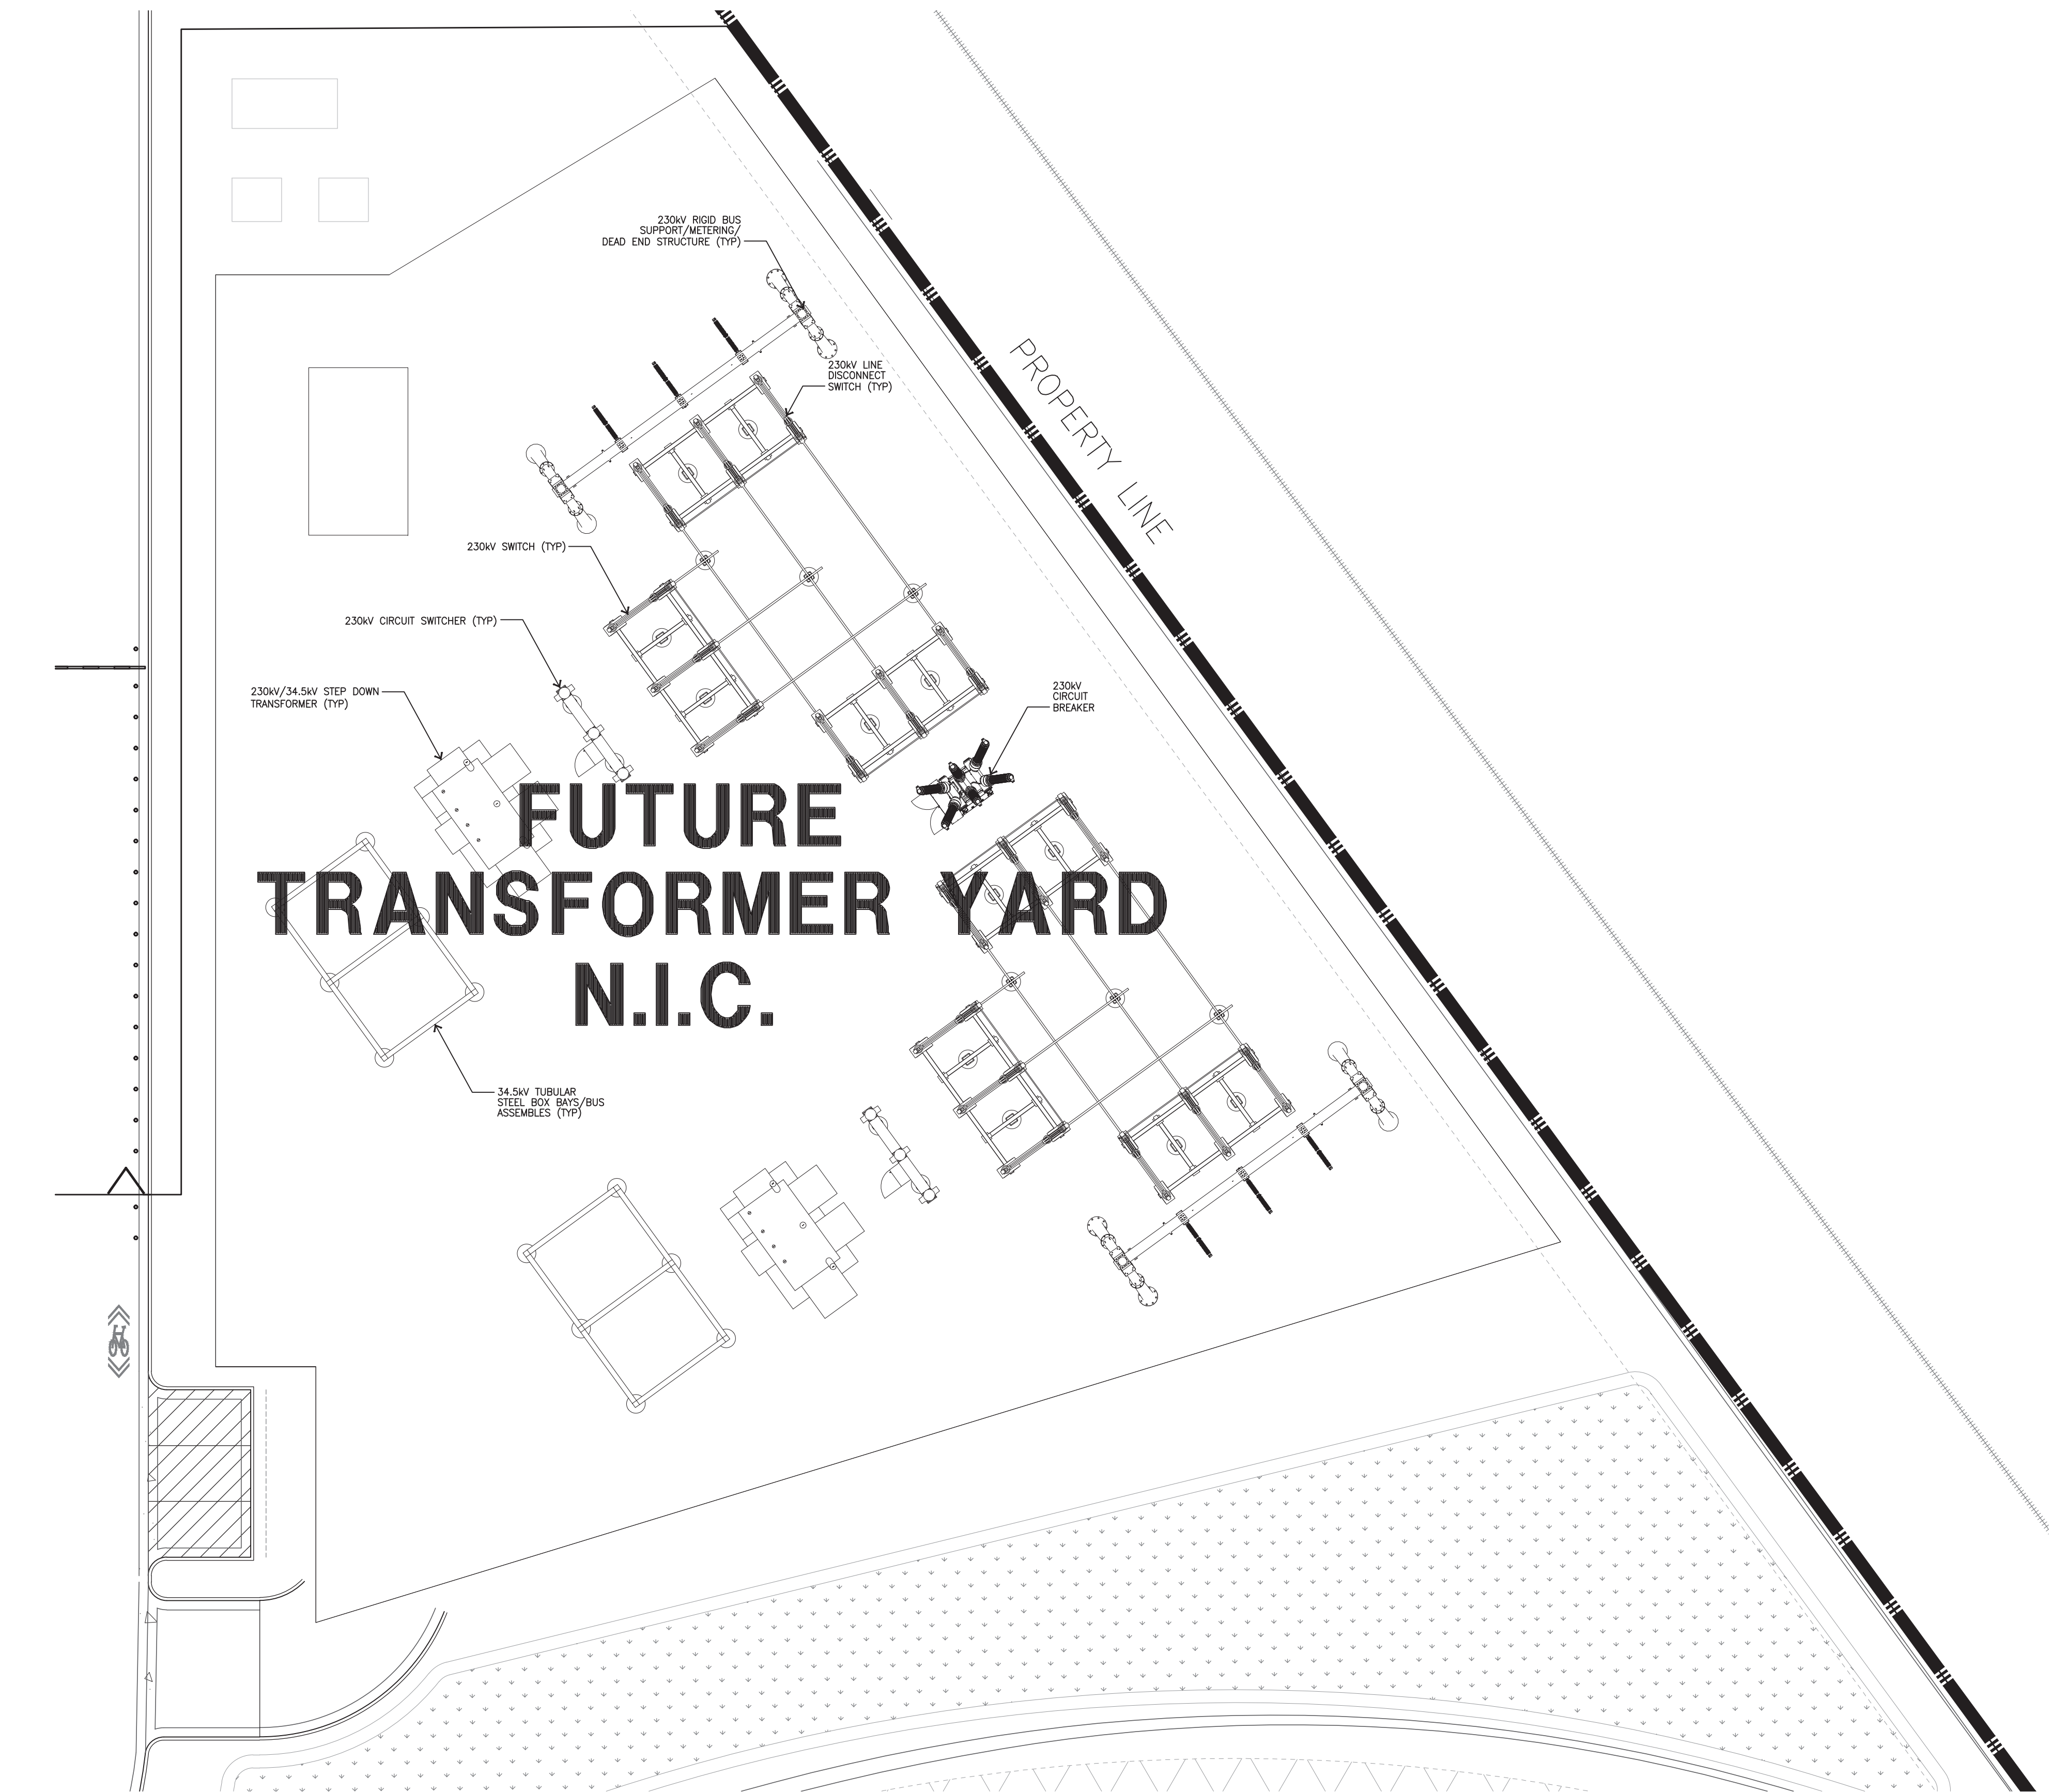 230kV RIGID BUS
SUPPORT/METERING/
DEAD END STRUCTURE (TYP)
230kV LINE
DISCONNECT
SWITCH (TYP)
PROPERTY LINE
230kV SWITCH (TYP)
230kV CIRCUIT SWITCHER (TYP)
230kV/34.5kV STEP DOWN
TRANSFORMER (TYP)
230kV
CIRCUIT
BREAKER
FUTURE
TRANSFORMER YARD
N.I.C.
34.5kV TUBULAR
STEEL BOX BAYS/BUS
ASSEMBLES (TYP)